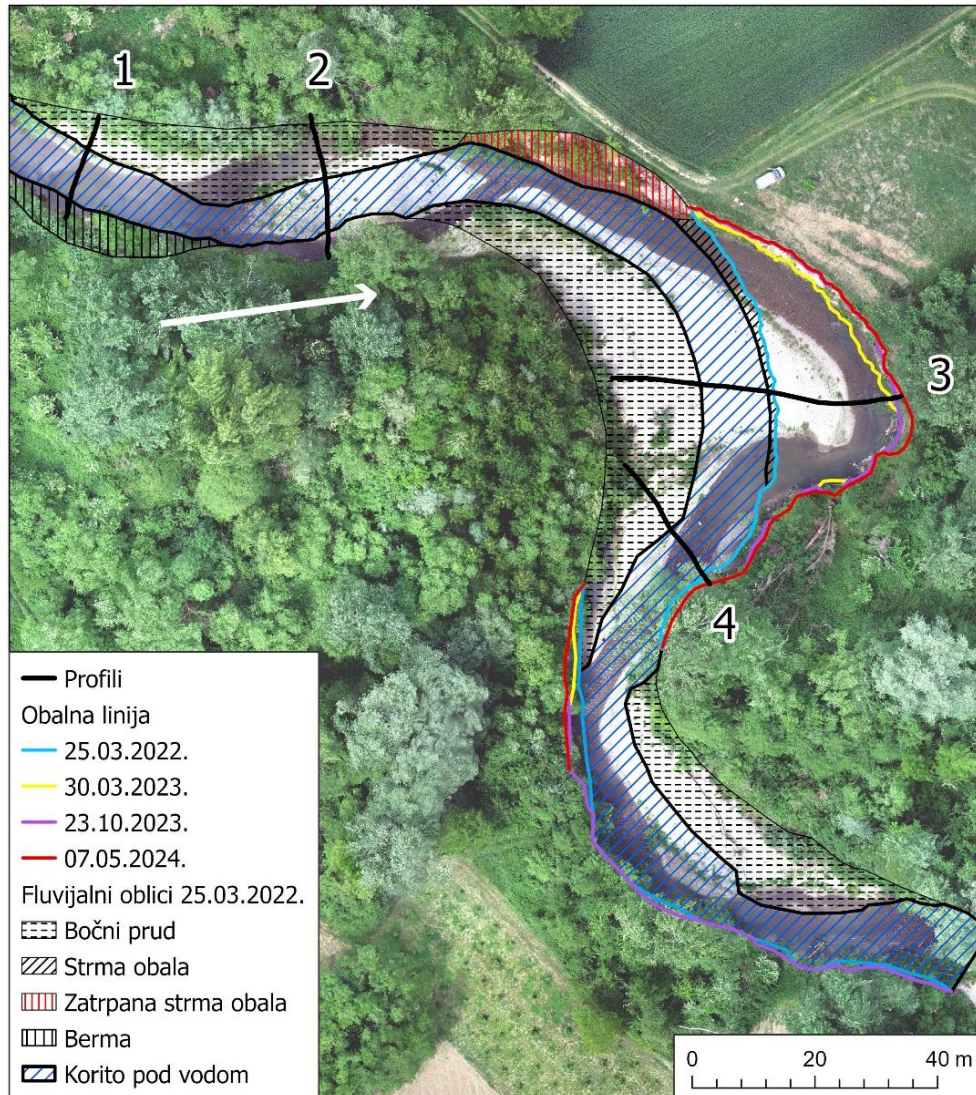 1
2
3
4
Profili
Obalna linija
25.03.2022.
30.03.2023.
23.10.2023.
07.05.2024.
Fluvijalni oblici 25.03.2022.
Bočni prud
Strma obala
Zatrpana strma obala
Berma
Korito pod vodom
0 20 40 m